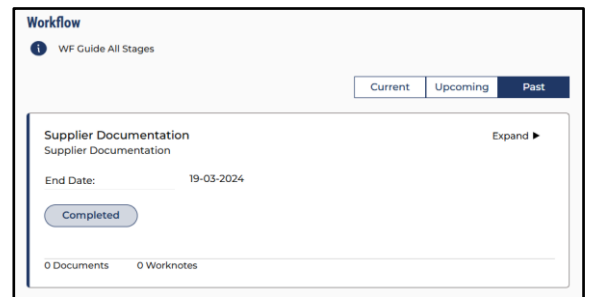 Workflow
i WF Guide All Stages
Current Upcoming Past
Supplier Documentation Expand ▶
Supplier Documentation
End Date: 19-03-2024
Completed
0 Documents 0 Worknotes